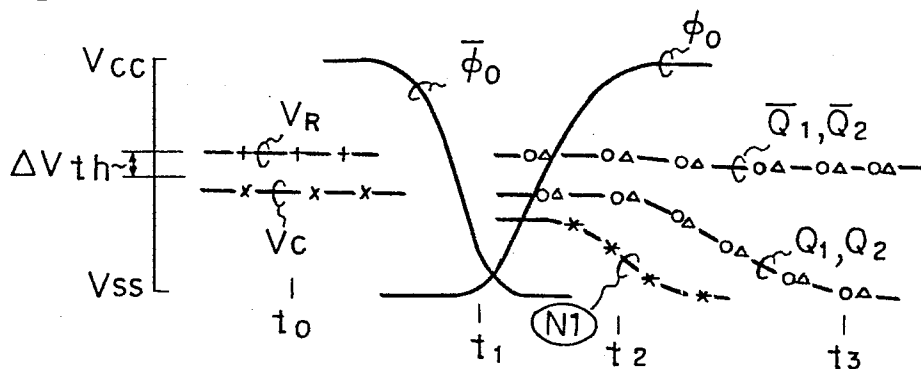 VCC
VR
ΔVth~
VC
VSS
t0
φ̅0
φ0
Q̅1, Q̅2
Q1, Q2
N1
t1
t2
t3